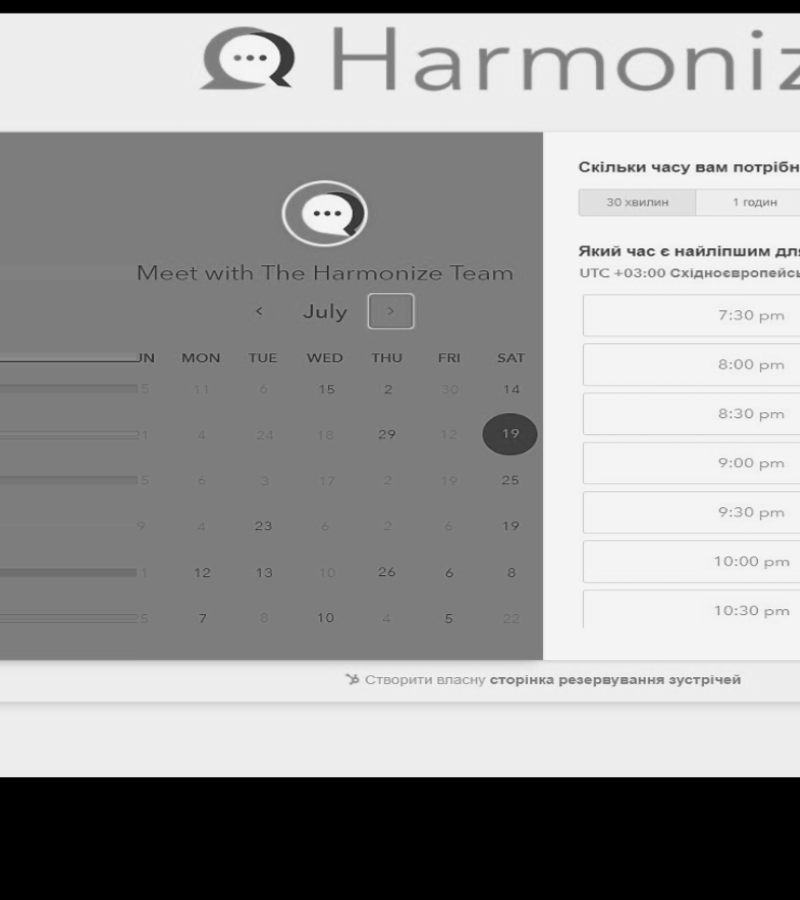 Harmoniz
Meet with The Harmonize Team
< July >
UN MON TUE WED THU FRI SAT
5 11 6 15 2 30 14
21 4 24 18 29 12 19
5 6 3 17 2 19 25
9 4 23 6 2 6 19
1 12 13 10 26 6 8
25 7 8 10 4 5 22
Скільки часу вам потрібн
30 хвилин 1 годин
Який час є найліпшим для
UTC +03:00 Східноєвропейсь
7:30 pm
8:00 pm
8:30 pm
9:00 pm
9:30 pm
10:00 pm
10:30 pm
Створити власну сторінка резервування зустрічей